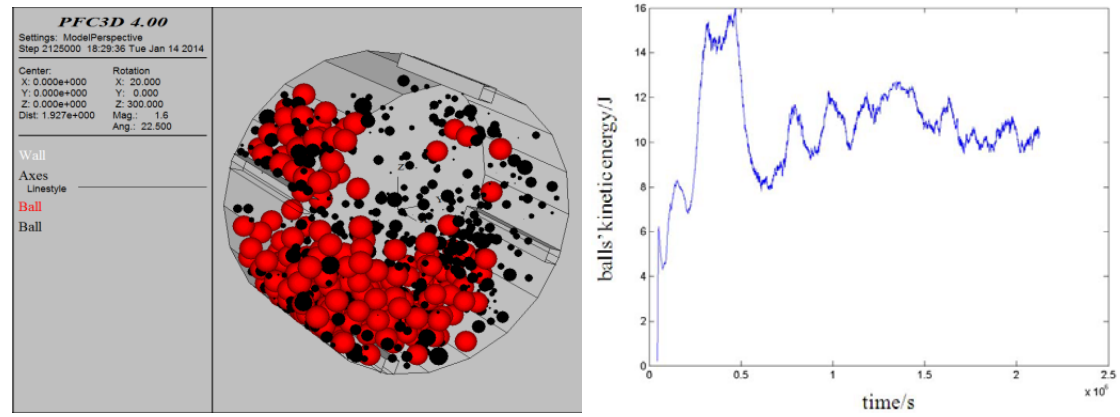 PFC3D 4.00
Settings: ModelPerspective
Step 2125000 18:29:36 Tue Jan 14 2014
Center: Rotation
X: 0.000e+000 X: 20.000
Y: 0.000e+000 Y: 0.000
Z: 0.000e+000 Z: 300.000
Dist: 1.927e+000 Mag.: 1.6
Ang.: 22.500
Wall
Axes
Linestyle
Ball
Ball
Z
balls' kinetic energy/J
16
14
12
10
8
6
4
2
0
0 0.5 1 1.5 2 2.5
x 10^6
time/s